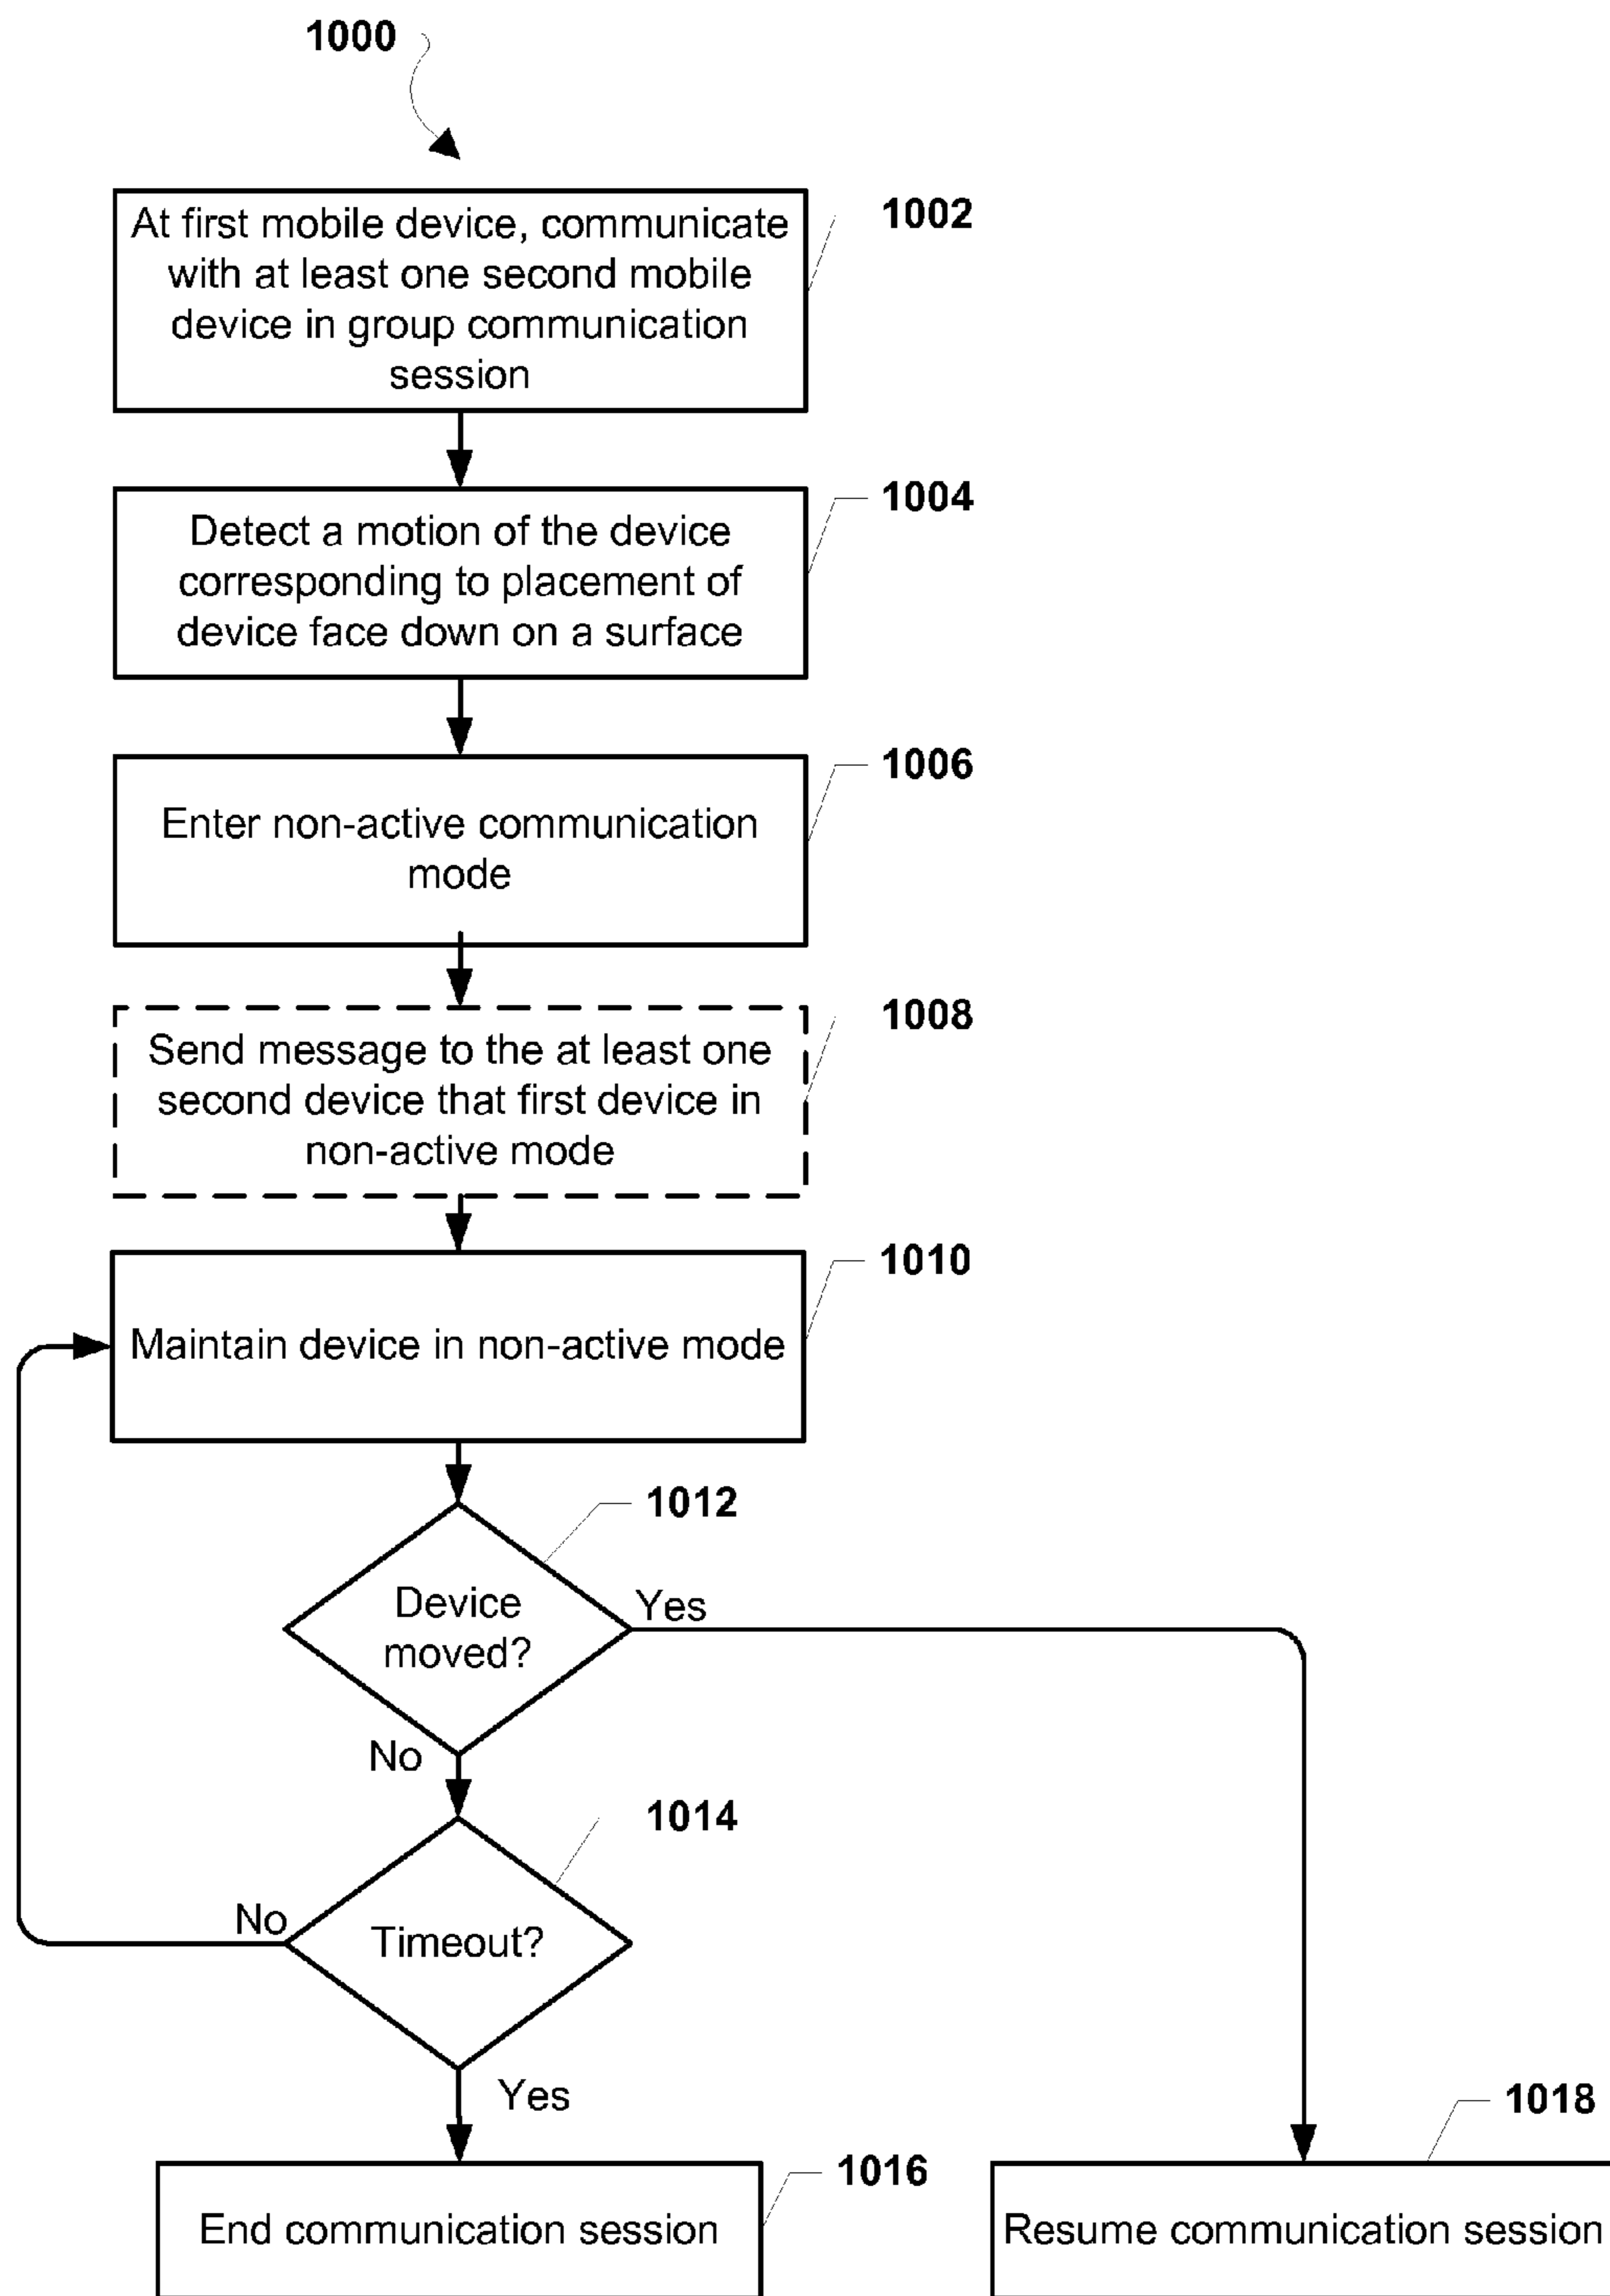 1000
At first mobile device, communicate
with at least one second mobile
device in group communication
session
1002
Detect a motion of the device
corresponding to placement of
device face down on a surface
1004
Enter non-active communication
mode
1006
Send message to the at least one
second device that first device in
non-active mode
1008
Maintain device in non-active mode
1010
Device
moved?
1012
Yes
No
Timeout?
1014
No
Yes
End communication session
1016
Resume communication session
1018